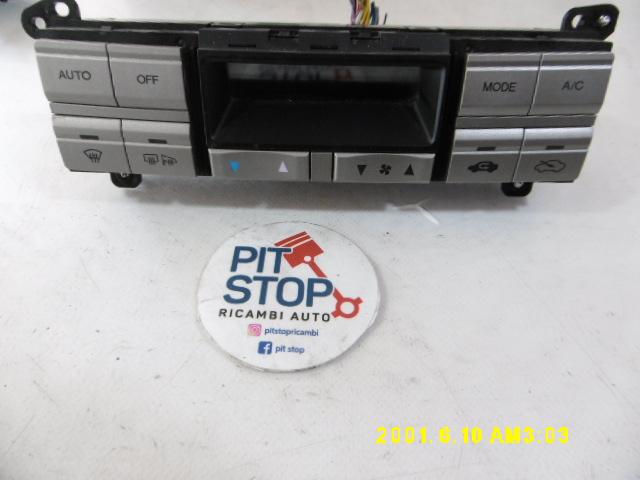 AUTO
OFF
MODE
A/C
PIT
STOP
RICAMBI AUTO
pitstopricambi
pit stop
2001. 6.10 AM3:03